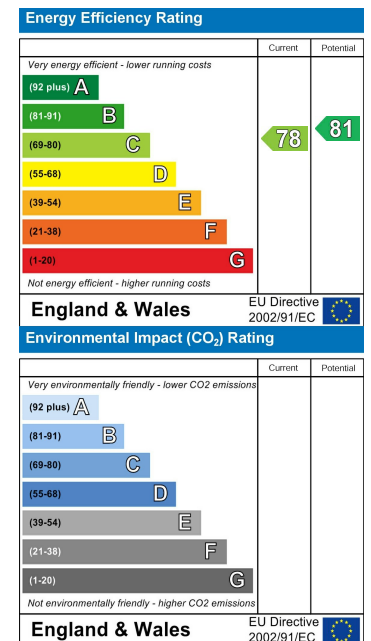 Energy Efficiency Rating
Current Potential
Very energy efficient - lower running costs
(92 plus) A
(81-91) B
(69-80) C
(55-68) D
(39-54) E
(21-38) F
(1-20) G
78
81
Not energy efficient - higher running costs
England & Wales
EU Directive
2002/91/EC
Environmental Impact (CO₂) Rating
Current Potential
Very environmentally friendly - lower CO2 emissions
(92 plus) A
(81-91) B
(69-80) C
(55-68) D
(39-54) E
(21-38) F
(1-20) G
Not environmentally friendly - higher CO2 emissions
England & Wales
EU Directive
2002/91/EC